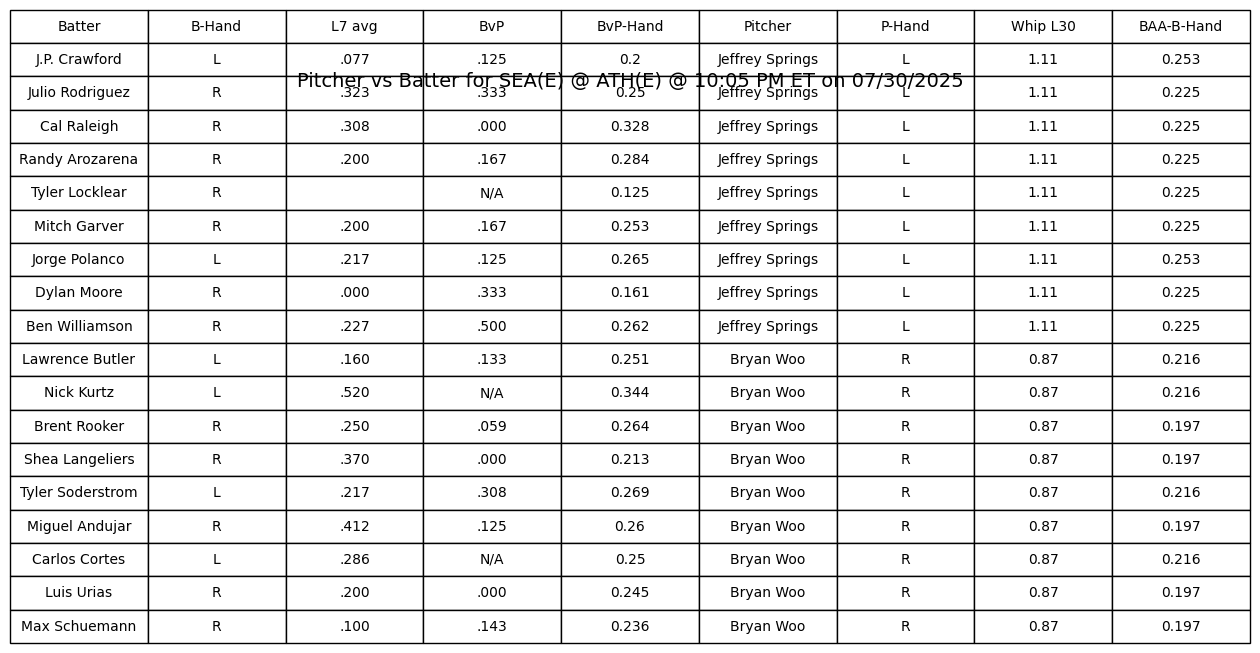 Batter B-Hand L7 avg BvP BvP-Hand Pitcher P-Hand Whip L30 BAA-B-Hand
J.P. Crawford L .077 .125 0.2 Jeffrey Springs L 1.11 0.253
Pitcher vs Batter for SEA(E) @ ATH(E) @ 10:05 PM ET on 07/30/2025
Julio Rodriguez R .323 .333 0.25 Jeffrey Springs L 1.11 0.225
Cal Raleigh R .308 .000 0.328 Jeffrey Springs L 1.11 0.225
Randy Arozarena R .200 .167 0.284 Jeffrey Springs L 1.11 0.225
Tyler Locklear R N/A 0.125 Jeffrey Springs L 1.11 0.225
Mitch Garver R .200 .167 0.253 Jeffrey Springs L 1.11 0.225
Jorge Polanco L .217 .125 0.265 Jeffrey Springs L 1.11 0.253
Dylan Moore R .000 .333 0.161 Jeffrey Springs L 1.11 0.225
Ben Williamson R .227 .500 0.262 Jeffrey Springs L 1.11 0.225
Lawrence Butler L .160 .133 0.251 Bryan Woo R 0.87 0.216
Nick Kurtz L .520 N/A 0.344 Bryan Woo R 0.87 0.216
Brent Rooker R .250 .059 0.264 Bryan Woo R 0.87 0.197
Shea Langeliers R .370 .000 0.213 Bryan Woo R 0.87 0.197
Tyler Soderstrom L .217 .308 0.269 Bryan Woo R 0.87 0.216
Miguel Andujar R .412 .125 0.26 Bryan Woo R 0.87 0.197
Carlos Cortes L .286 N/A 0.25 Bryan Woo R 0.87 0.216
Luis Urias R .200 .000 0.245 Bryan Woo R 0.87 0.197
Max Schuemann R .100 .143 0.236 Bryan Woo R 0.87 0.197